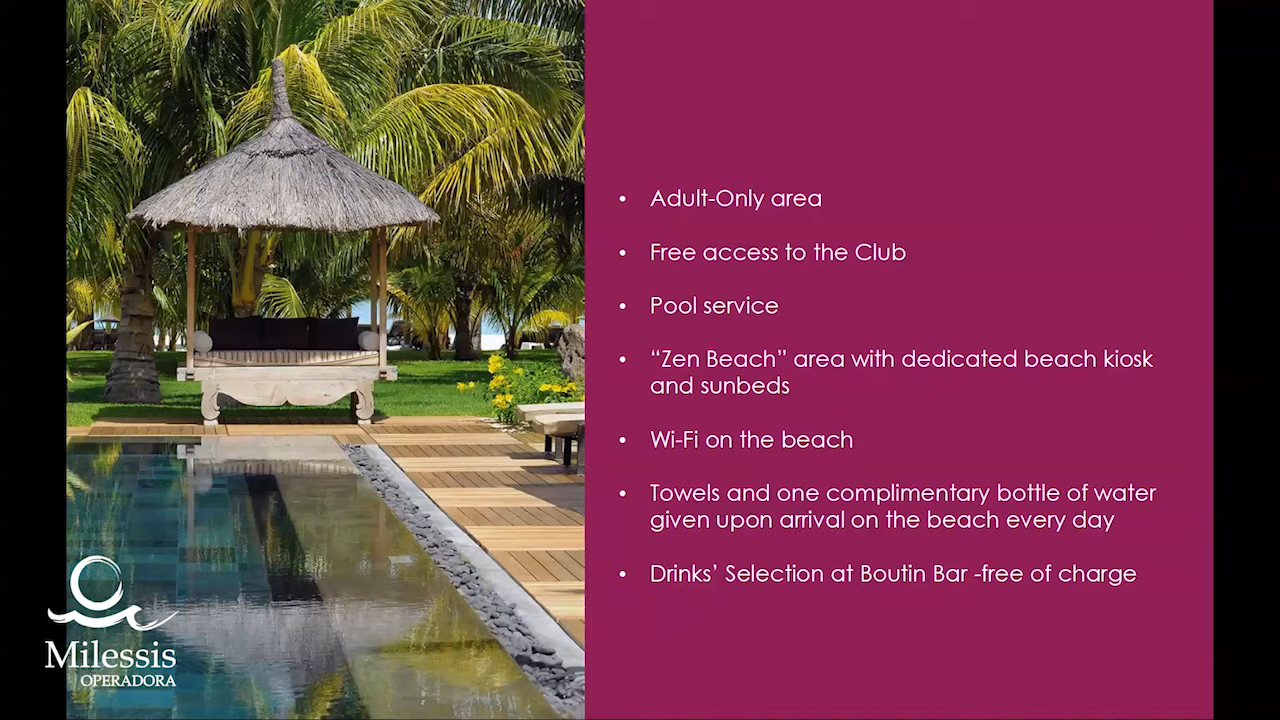 • Adult-Only area
• Free access to the Club
• Pool service
• “Zen Beach” area with dedicated beach kiosk
and sunbeds
• Wi-Fi on the beach
• Towels and one complimentary bottle of water
given upon arrival on the beach every day
• Drinks’ Selection at Boutin Bar -free of charge
Milessis
OPERADORA